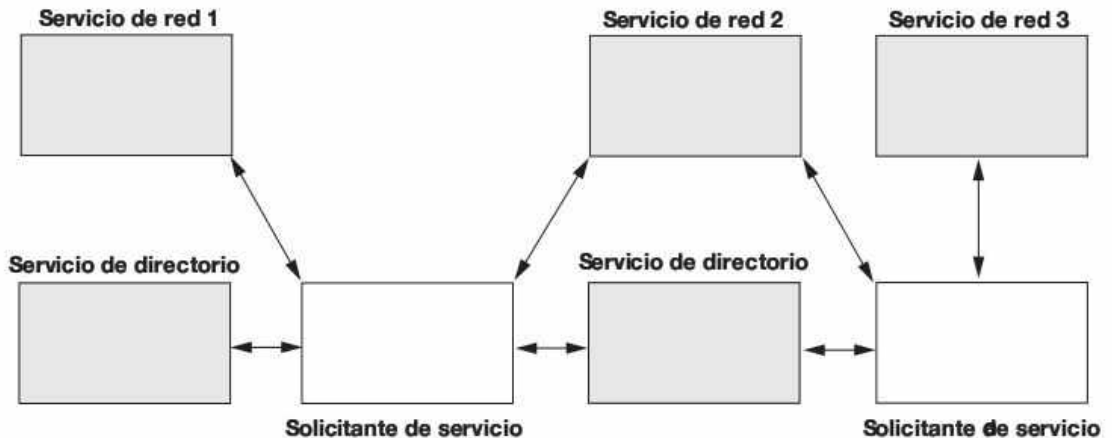 Servicio de red 1
Servicio de red 2
Servicio de red 3
Servicio de directorio
Servicio de directorio
Solicitante de servicio
Solicitante de servicio